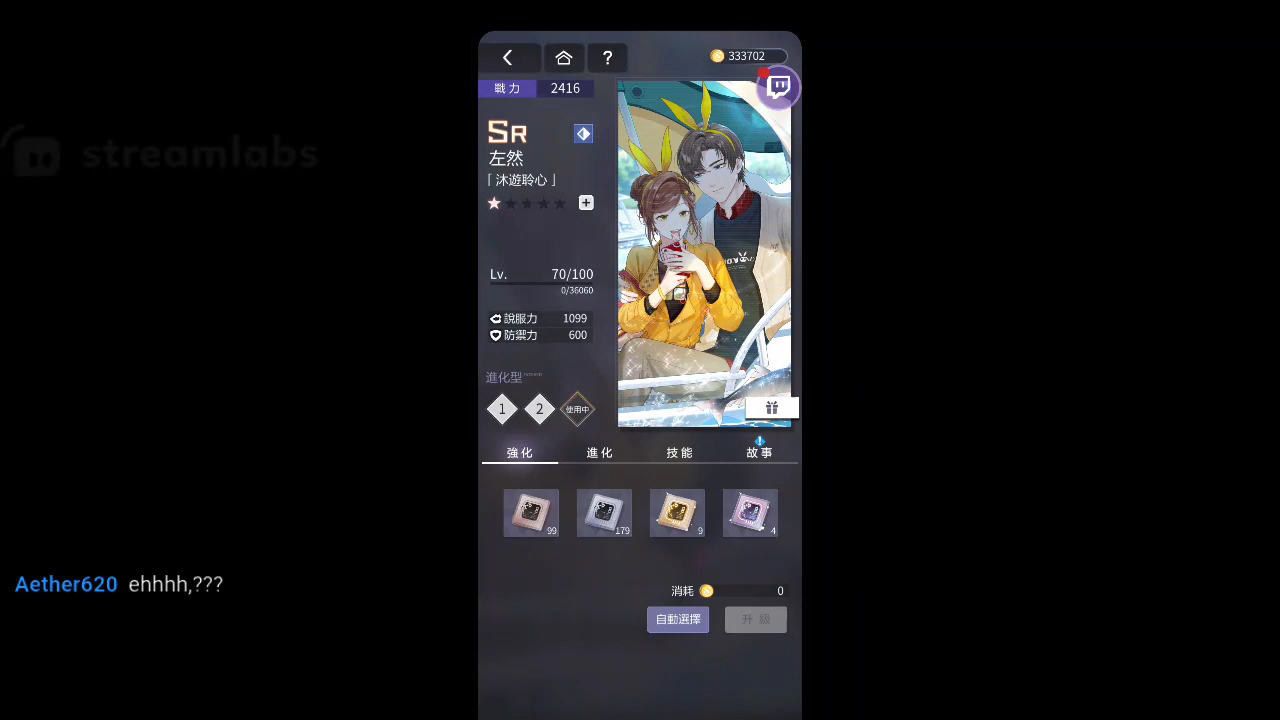 ?
333702
戰力 2416
SR
左然
「 沐遊聆心 」
Lv. 70/100
0/36060
說服力 1099
防禦力 600
進化型
1 2 使用中
強化 進化 技能 故事
99 179 9 4
消耗 0
自動選擇 升級
streamlabs
Aether620 ehhhh,???